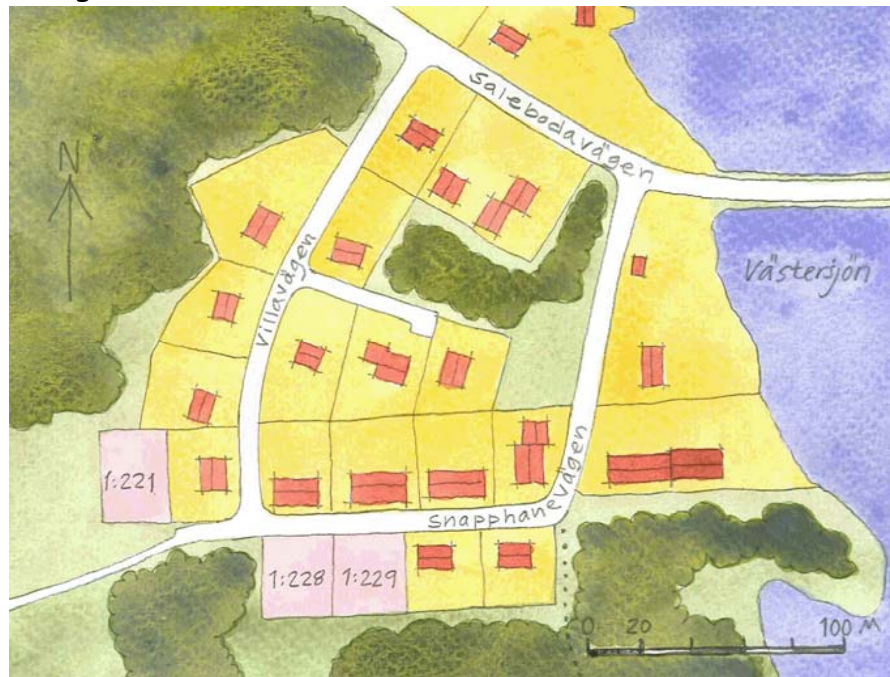 Salebodavägen
N
Västersjön
Villavägen
1:221
Snapphanevägen
1:228
1:229
0 20 100 M